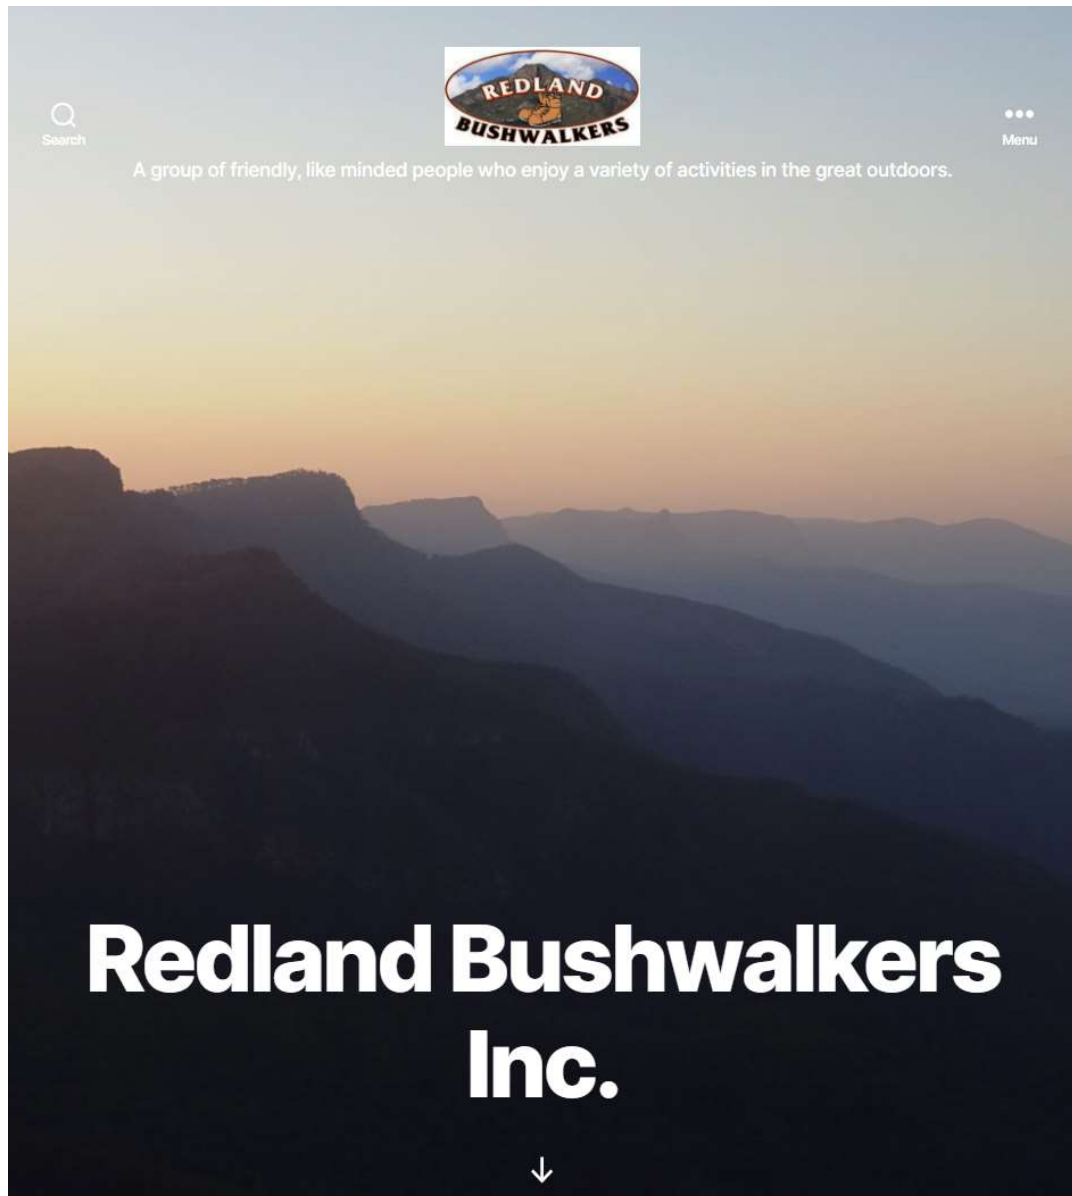 REDLAND
BUSHWALKERS
Search
Menu
A group of friendly, like minded people who enjoy a variety of activities in the great outdoors.
Redland Bushwalkers
Inc.